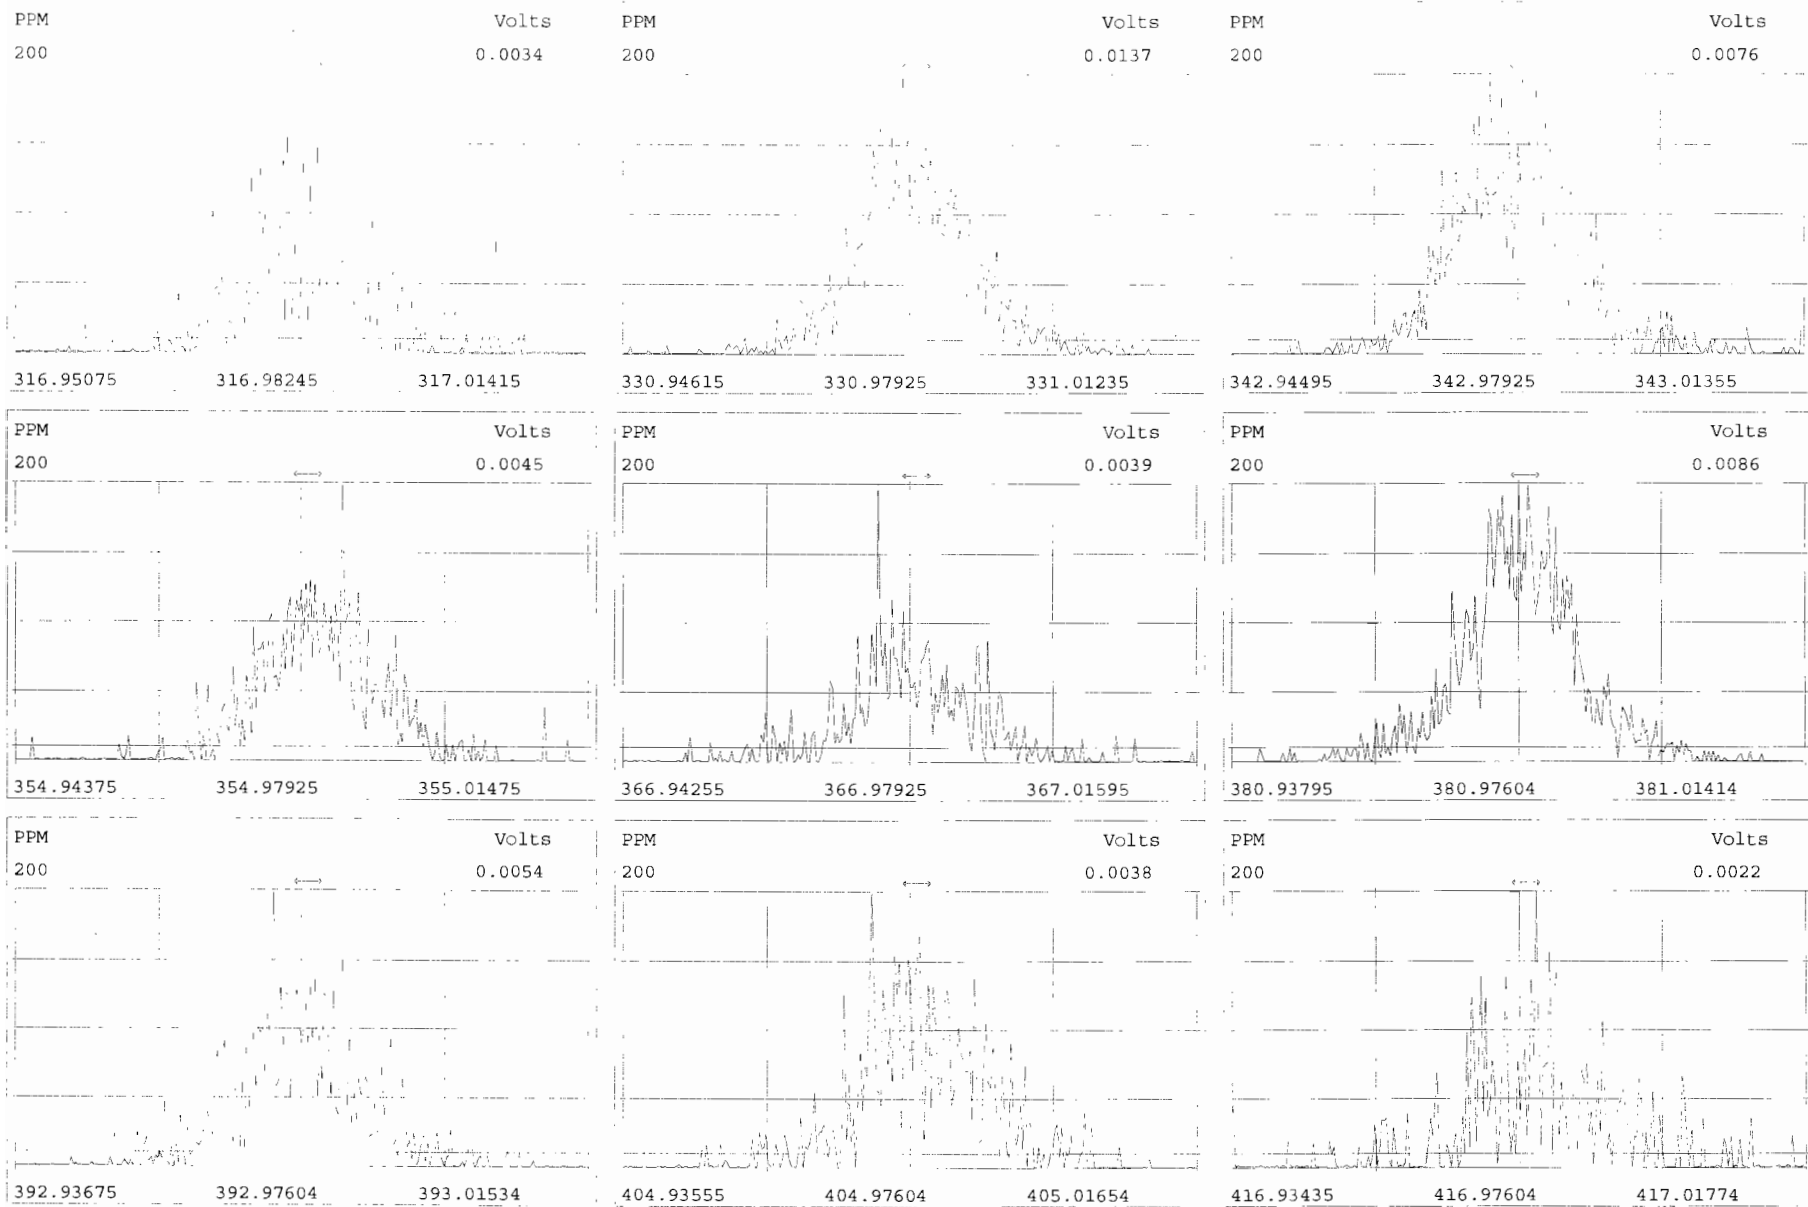 PPM Volts
200 0.0034
316.95075 316.98245 317.01415
PPM Volts
200 0.0137
330.94615 330.97925 331.01235
PPM Volts
200 0.0076
342.94495 342.97925 343.01355
PPM Volts
200 0.0045
354.94375 354.97925 355.01475
PPM Volts
200 0.0039
366.94255 366.97925 367.01595
PPM Volts
200 0.0086
380.93795 380.97604 381.01414
PPM Volts
200 0.0054
392.93675 392.97604 393.01534
PPM Volts
200 0.0038
404.93555 404.97604 405.01654
PPM Volts
200 0.0022
416.93435 416.97604 417.01774